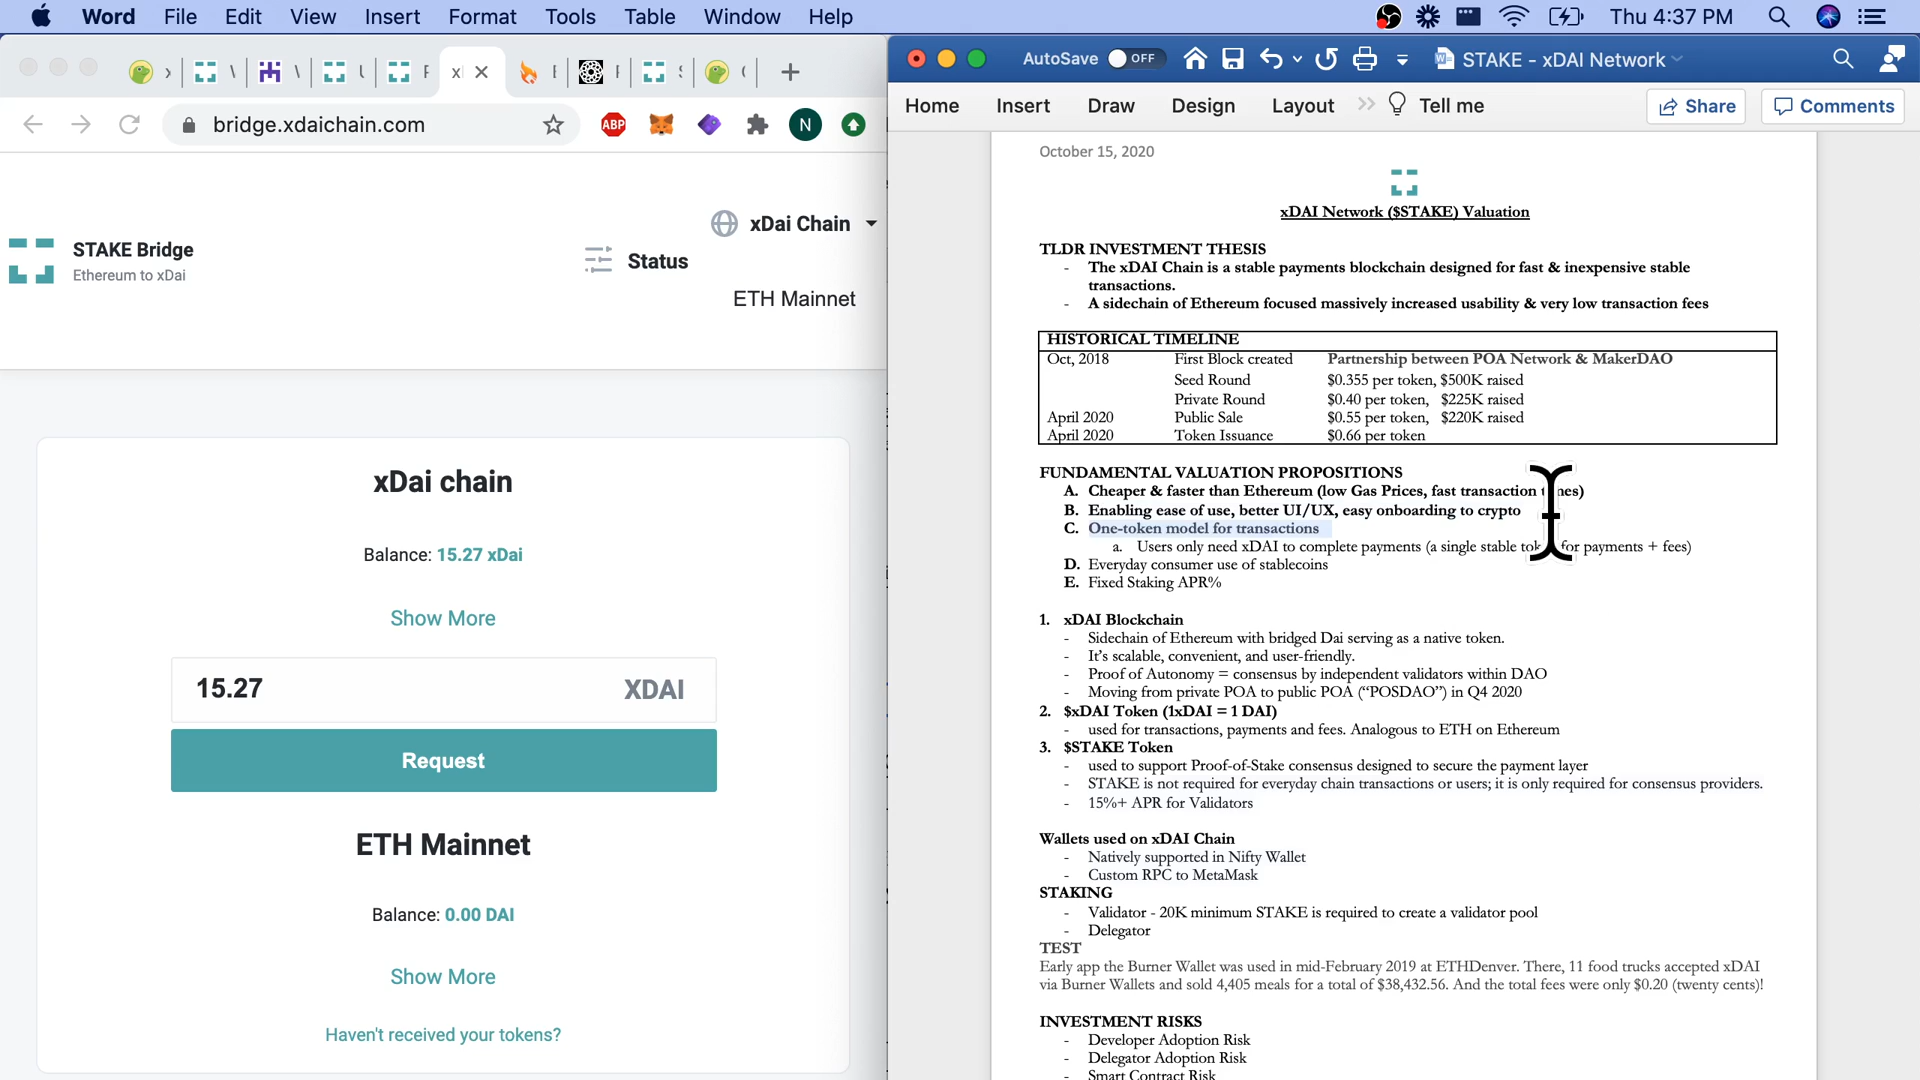 Word File Edit View Insert Format Tools Table Window Help Thu 4:37 PM
bridge.xdaichain.com
ABP
N
STAKE Bridge
Ethereum to xDai
Status
xDai Chain
ETH Mainnet
xDai chain
Balance: 15.27 xDai
Show More
15.27 XDAI
Request
ETH Mainnet
Balance: 0.00 DAI
Show More
Haven't received your tokens?
AutoSave OFF STAKE - xDAI Network
Home Insert Draw Design Layout Tell me Share Comments
October 15, 2020
xDAI Network ($STAKE) Valuation
TLDR INVESTMENT THESIS
- The xDAI Chain is a stable payments blockchain designed for fast & inexpensive stable
transactions.
- A sidechain of Ethereum focused massively increased usability & very low transaction fees
HISTORICAL TIMELINE
Oct, 2018 First Block created Partnership between POA Network & MakerDAO
Seed Round $0.355 per token, $500K raised
Private Round $0.40 per token, $225K raised
April 2020 Public Sale $0.55 per token, $220K raised
April 2020 Token Issuance $0.66 per token
FUNDAMENTAL VALUATION PROPOSITIONS
A. Cheaper & faster than Ethereum (low Gas Prices, fast transaction
B. Enabling ease of use, better UI/UX, easy onboarding to crypto
C. One-token model for transactions
a. Users only need xDAI to complete payments (a single stable for payments + fees)
D. Everyday consumer use of stablecoins
E. Fixed Staking APR%
1. xDAI Blockchain
- Sidechain of Ethereum with bridged Dai serving as a native token.
- It's scalable, convenient, and user-friendly.
- Proof of Autonomy = consensus by independent validators within DAO
- Moving from private POA to public POA ("POSDAO") in Q4 2020
2. $xDAI Token (1xDAI = 1 DAI)
- used for transactions, payments and fees. Analogous to ETH on Ethereum
3. $STAKE Token
- used to support Proof-of-Stake consensus designed to secure the payment layer
- STAKE is not required for everyday chain transactions or users; it is only required for consensus providers.
- 15%+ APR for Validators
Wallets used on xDAI Chain
- Natively supported in Nifty Wallet
- Custom RPC to MetaMask
STAKING
- Validator - 20K minimum STAKE is required to create a validator pool
- Delegator
TEST
Early app the Burner Wallet was used in mid-February 2019 at ETHDenver. There, 11 food trucks accepted xDAI
via Burner Wallets and sold 4,405 meals for a total of $38,432.56. And the total fees were only $0.20 (twenty cents)!
INVESTMENT RISKS
- Developer Adoption Risk
- Delegator Adoption Risk
- Smart Contract Risk